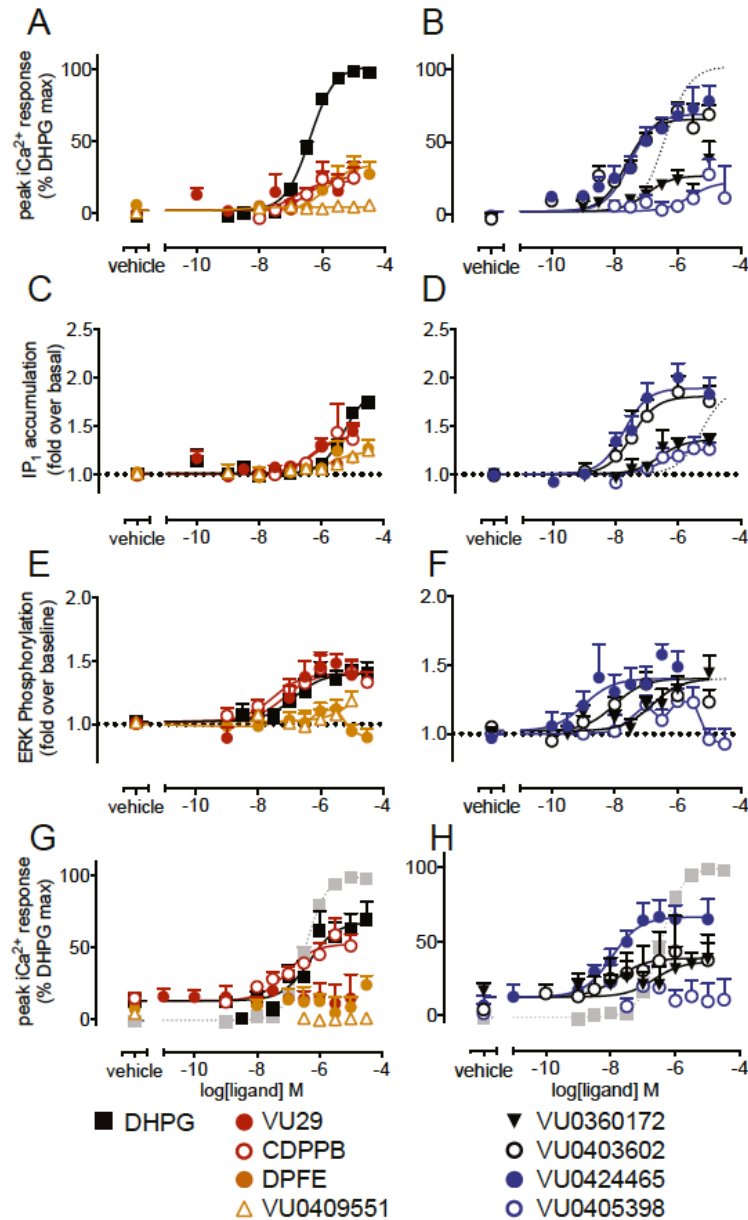 A
B
peak iCa2+ response
(% DHPG max)
100
50
0
vehicle
-10
-8
-6
-4
100
50
0
vehicle
-10
-8
-6
-4
C
D
IP1 accumulation
(fold over basal)
2.5
2.0
1.5
1.0
vehicle
-10
-8
-6
-4
2.5
2.0
1.5
1.0
vehicle
-10
-8
-6
-4
E
F
ERK Phosphorylation
(fold over baseline)
2.0
1.5
1.0
vehicle
-10
-8
-6
-4
2.0
1.5
1.0
vehicle
-10
-8
-6
-4
G
H
peak iCa2+ response
(% DHPG max)
100
50
0
vehicle
-10
-8
-6
-4
log[ligand] M
100
50
0
vehicle
-10
-8
-6
-4
log[ligand] M
DHPG
VU29
CDPPB
DPFE
VU0409551
VU0360172
VU0403602
VU0424465
VU0405398